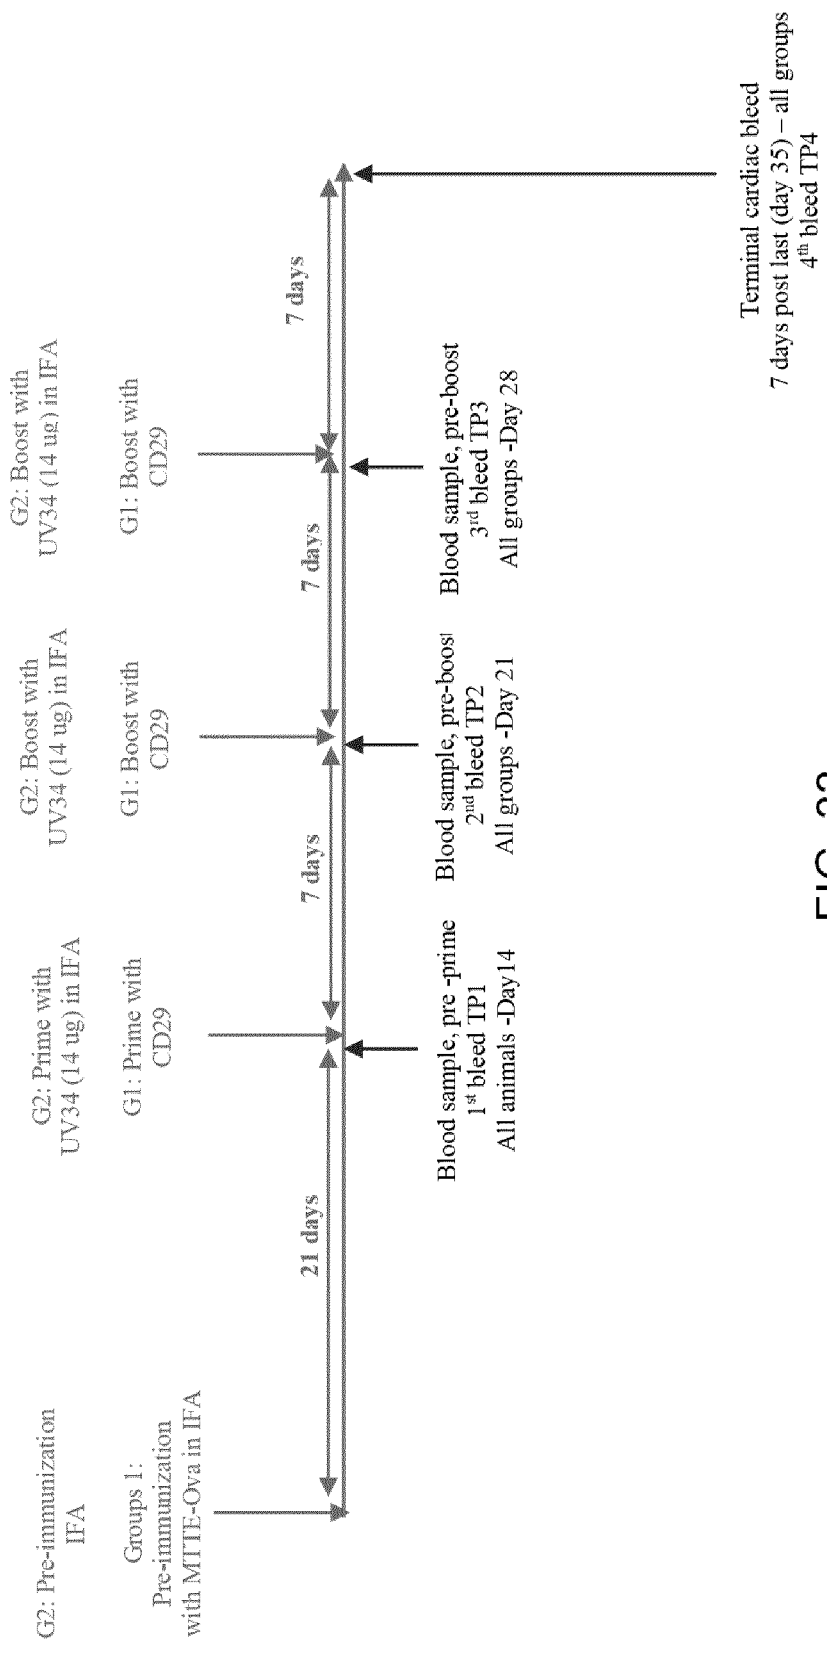 G2: Pre-immunization
IFA
Groups 1:
Pre-immunization
with MTTE-Ova in IFA
21 days
G2: Prime with
UV34 (14 ug) in IFA
G1: Prime with
CD29
Blood sample, pre -prime
1st bleed TP1
All animals -Day14
7 days
G2: Boost with
UV34 (14 ug) in IFA
G1: Boost with
CD29
Blood sample, pre-boost
2nd bleed TP2
All groups -Day 21
7 days
G2: Boost with
UV34 (14 ug) in IFA
G1: Boost with
CD29
Blood sample, pre-boost
3rd bleed TP3
All groups -Day 28
7 days
Terminal cardiac bleed
7 days post last (day 35) – all groups
4th bleed TP4
FIG.